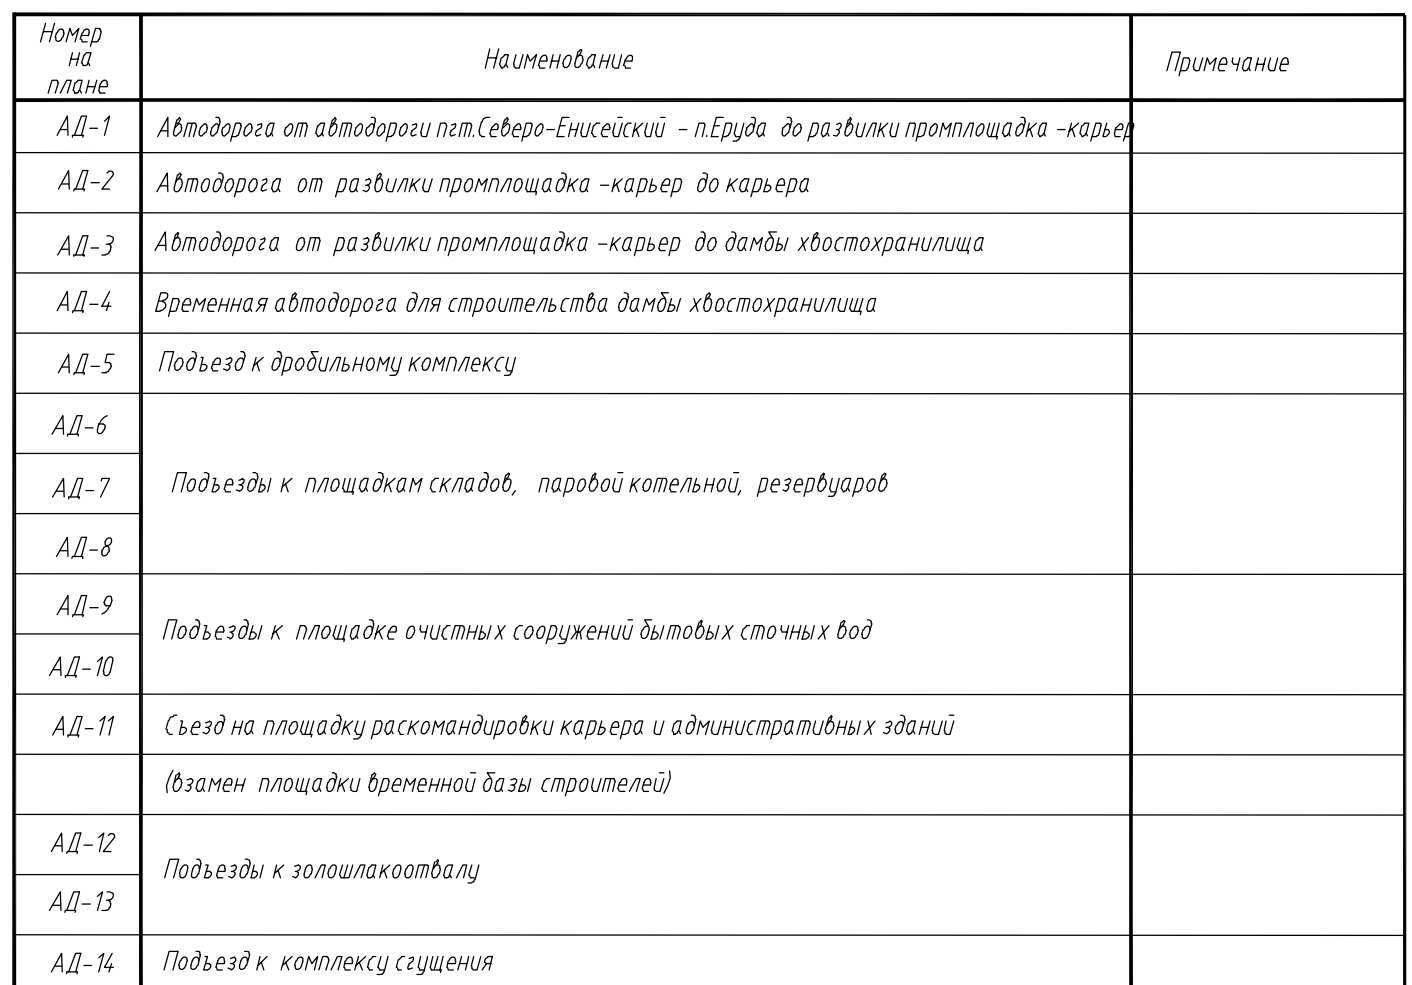 Номер
на
плане
Наименование
Примечание
АД-1 Автодорога от автодороги пгт.Северо-Енисейский - п.Еруда до развилки промплощадка -карьер
АД-2 Автодорога от развилки промплощадка -карьер до карьера
АД-3 Автодорога от развилки промплощадка -карьер до дамбы хвостохранилища
АД-4 Временная автодорога для строительства дамбы хвостохранилища
АД-5 Подъезд к дробильному комплексу
АД-6
АД-7 Подъезды к площадкам складов, паровой котельной, резервуаров
АД-8
АД-9
Подъезды к площадке очистных сооружений бытовых сточных вод
АД-10
АД-11 Съезд на площадку раскомандировки карьера и административных зданий
(взамен площадки временной базы строителей)
АД-12
Подъезды к золошлакоотвалу
АД-13
АД-14 Подъезд к комплексу сгущения